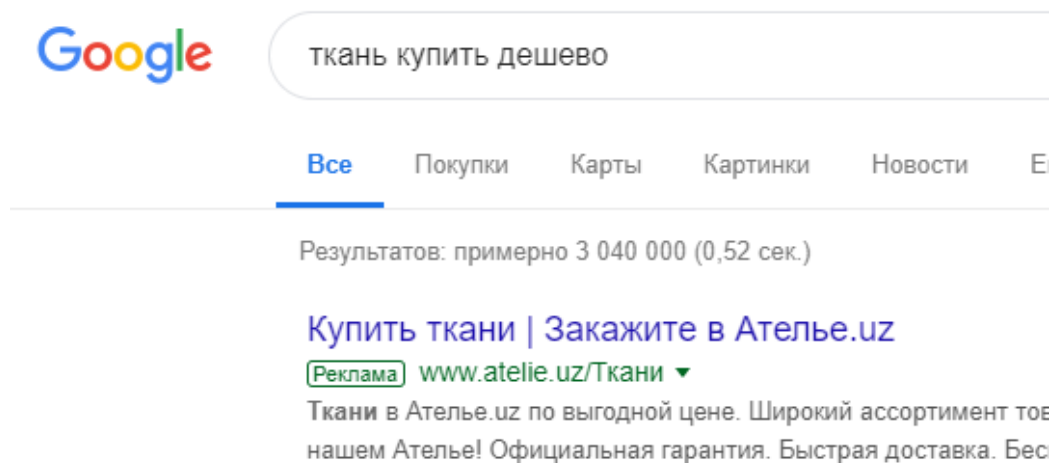 Google ткань купить дешево
Все Покупки Карты Картинки Новости
Результатов: примерно 3 040 000 (0,52 сек.)
Купить ткани | Закажите в Ателье.uz
Реклама www.atelie.uz/Ткани
Ткани в Ателье.uz по выгодной цене. Широкий ассортимент тов
нашем Ателье! Официальная гарантия. Быстрая доставка. Бес